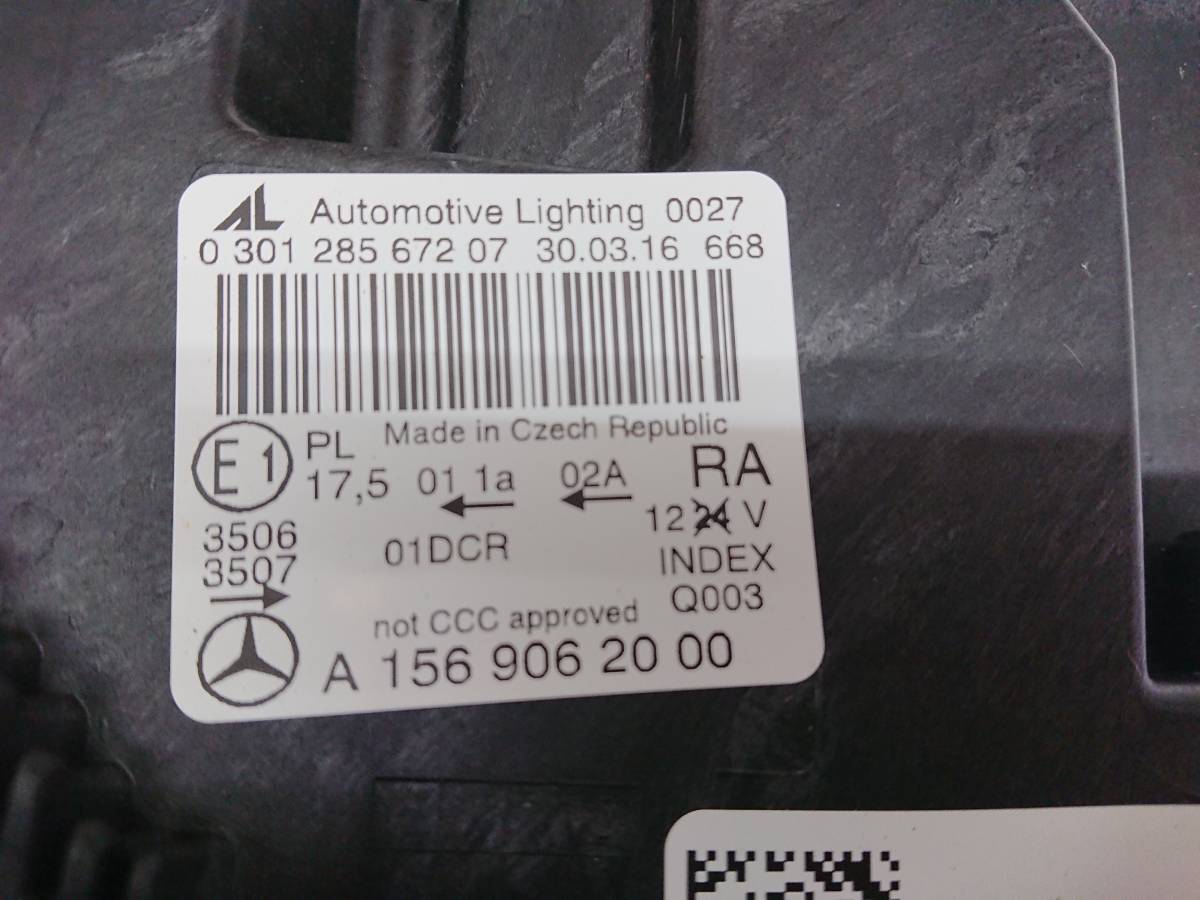 AL Automotive Lighting 0027
0 301 285 672 07 30.03.16 668
Made in Czech Republic
E1 PL
17,5 01 1a 02A RA
12 24 V
3506
3507
01DCR
INDEX
Q003
not CCC approved
A 156 906 20 00